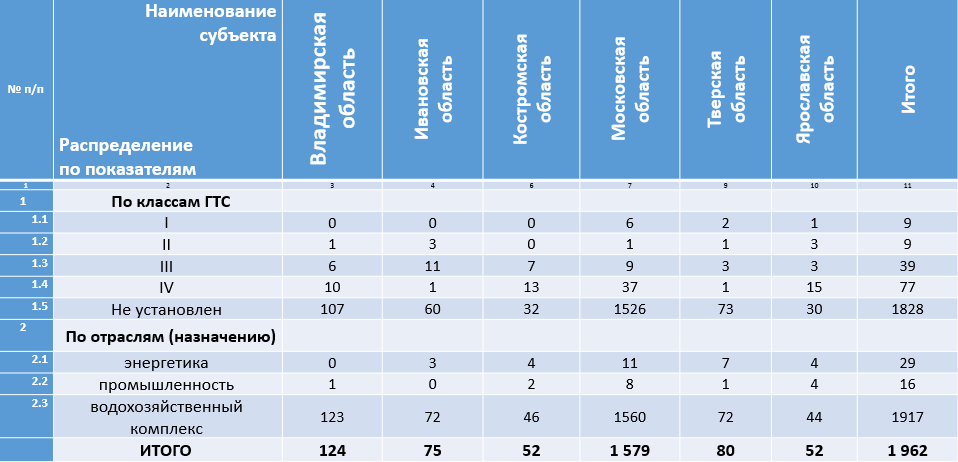 № п/п
Наименование
субъекта
Распределение
по показателям
Владимирская
область
Ивановская
область
Костромская
область
Московская
область
Тверская
область
Ярославская
область
Итого
1 2 3 4 6 7 9 10 11
1 По классам ГТС
1.1 I 0 0 0 6 2 1 9
1.2 II 1 3 0 1 1 3 9
1.3 III 6 11 7 9 3 3 39
1.4 IV 10 1 13 37 1 15 77
1.5 Не установлен 107 60 32 1526 73 30 1828
2 По отраслям (назначению)
2.1 энергетика 0 3 4 11 7 4 29
2.2 промышленность 1 0 2 8 1 4 16
2.3 водохозяйственный
комплекс 123 72 46 1560 72 44 1917
ИТОГО 124 75 52 1 579 80 52 1 962